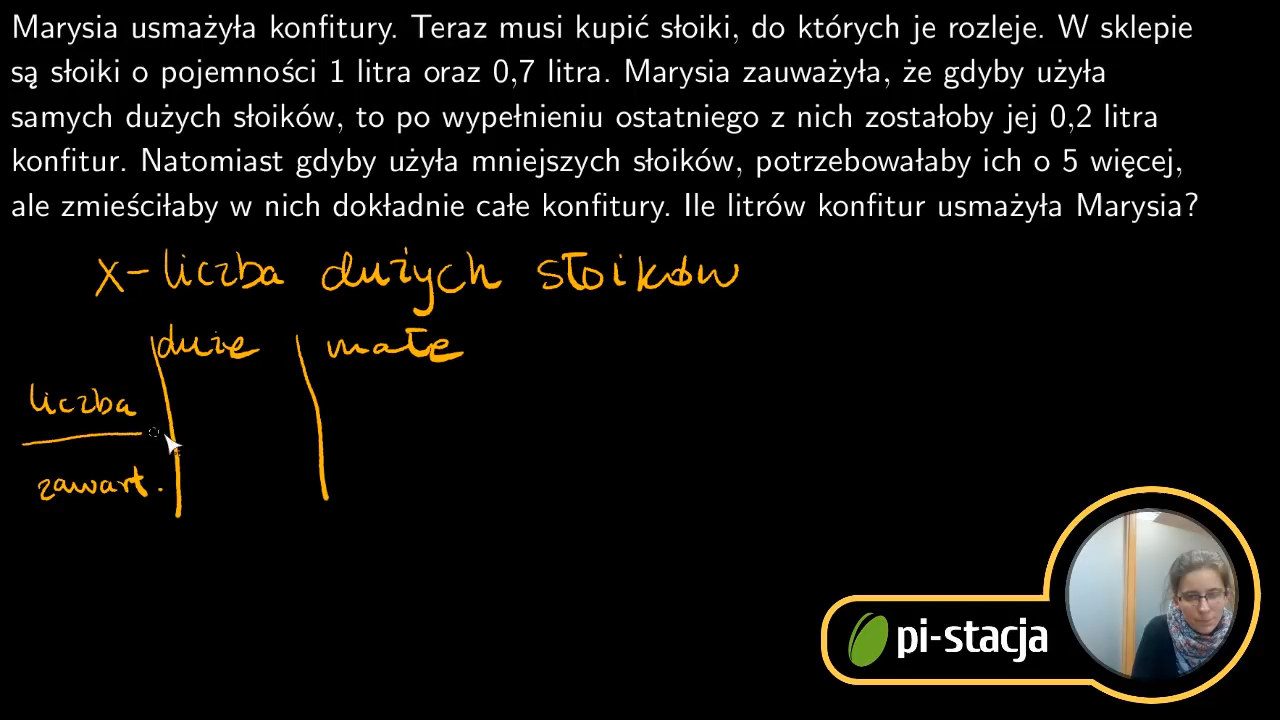 Marysia usmażyła konfitury. Teraz musi kupić słoiki, do których je rozleje. W sklepie
są słoiki o pojemności 1 litra oraz 0,7 litra. Marysia zauważyła, że gdyby użyła
samych dużych słoików, to po wypełnieniu ostatniego z nich zostałoby jej 0,2 litra
konfitur. Natomiast gdyby użyła mniejszych słoików, potrzebowałaby ich o 5 więcej,
ale zmieściłaby w nich dokładnie całe konfitury. Ile litrów konfitur usmażyła Marysia?
x - liczba dużych słoików
duże małe
liczba
zawart.
pi-stacja